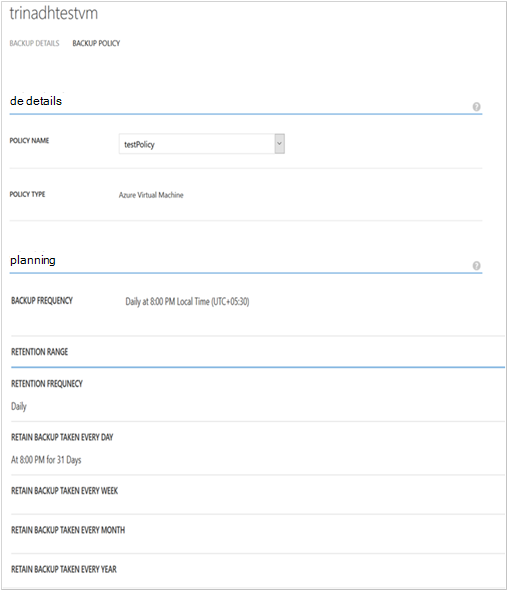 trinadhtestvm
BACKUP DETAILS BACKUP POLICY
de details
?
POLICY NAME testPolicy
POLICY TYPE Azure Virtual Machine
planning
?
BACKUP FREQUENCY Daily at 8:00 PM Local Time (UTC+05:30)
RETENTION RANGE
RETENTION FREQUNECY
Daily
RETAIN BACKUP TAKEN EVERY DAY
At 8:00 PM for 31 Days
RETAIN BACKUP TAKEN EVERY WEEK
RETAIN BACKUP TAKEN EVERY MONTH
RETAIN BACKUP TAKEN EVERY YEAR